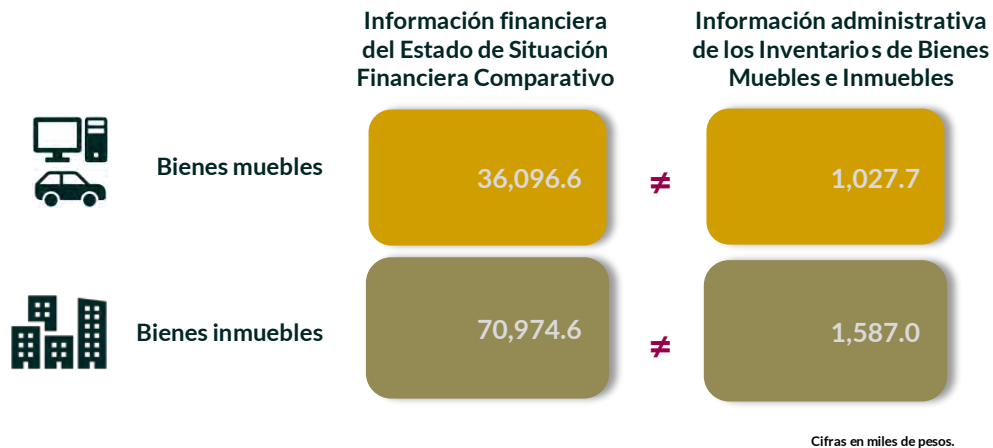 Información financiera
del Estado de Situación
Financiera Comparativo
Información administrativa
de los Inventarios de Bienes
Muebles e Inmuebles
Bienes muebles
36,096.6
≠
1,027.7
Bienes inmuebles
70,974.6
≠
1,587.0
Cifras en miles de pesos.